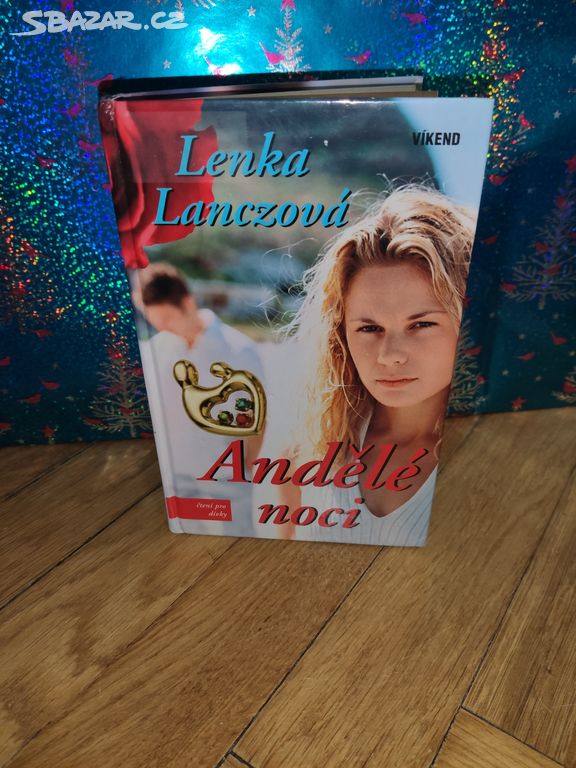 SBAZAR.CZ
VÍKEND
Lenka
Lanczová
Andělé
noci
čtení pro
dívky